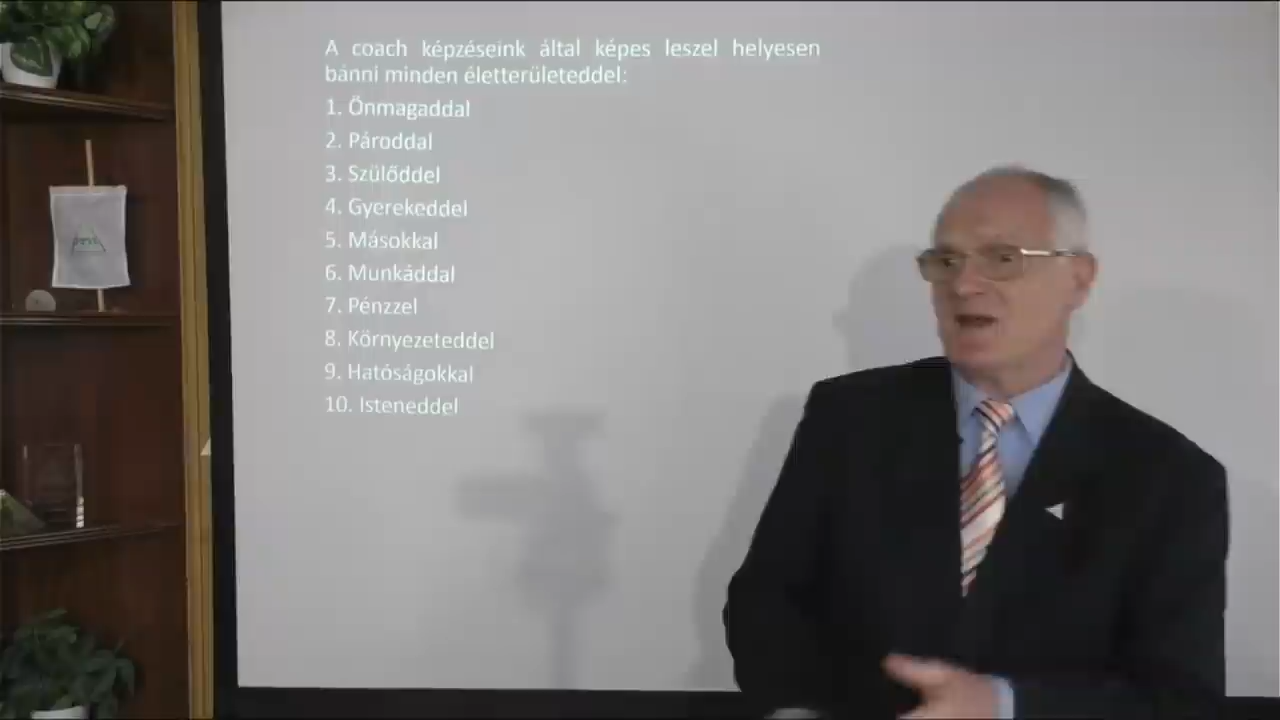 A coach képzéseink által képes leszel helyesen
bánni minden életterületeddel:
1. Önmagaddal
2. Pároddal
3. Szülőddel
4. Gyerekeddel
5. Másokkal
6. Munkáddal
7. Pénzzel
8. Környezeteddel
9. Hatóságokkal
10. Isteneddel